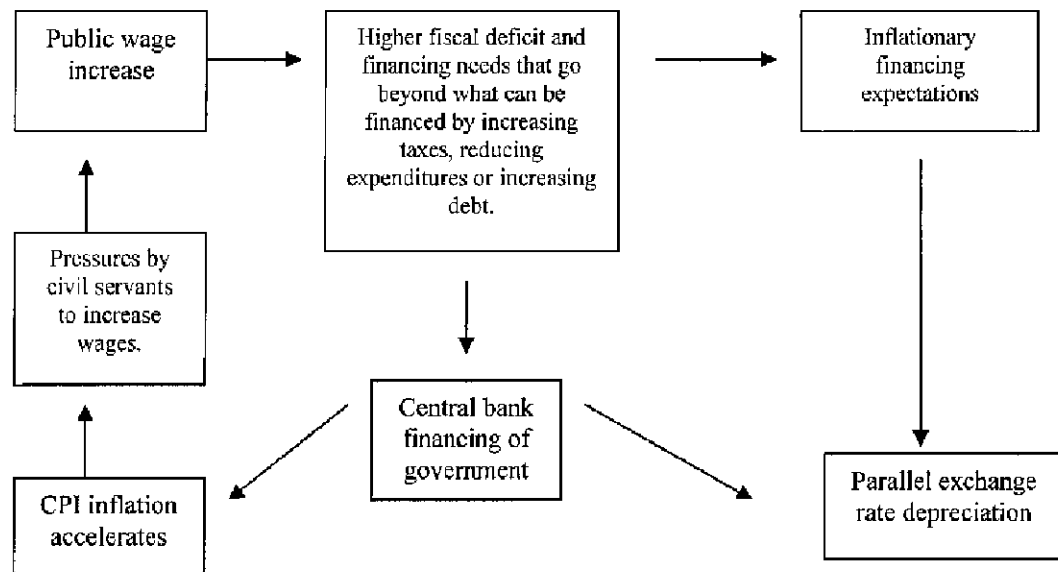 Public wage
increase
Higher fiscal deficit and
financing needs that go
beyond what can be
financed by increasing
taxes, reducing
expenditures or increasing
debt.
Inflationary
financing
expectations
Pressures by
civil servants
to increase
wages.
Central bank
financing of
government
CPI inflation
accelerates
Parallel exchange
rate depreciation